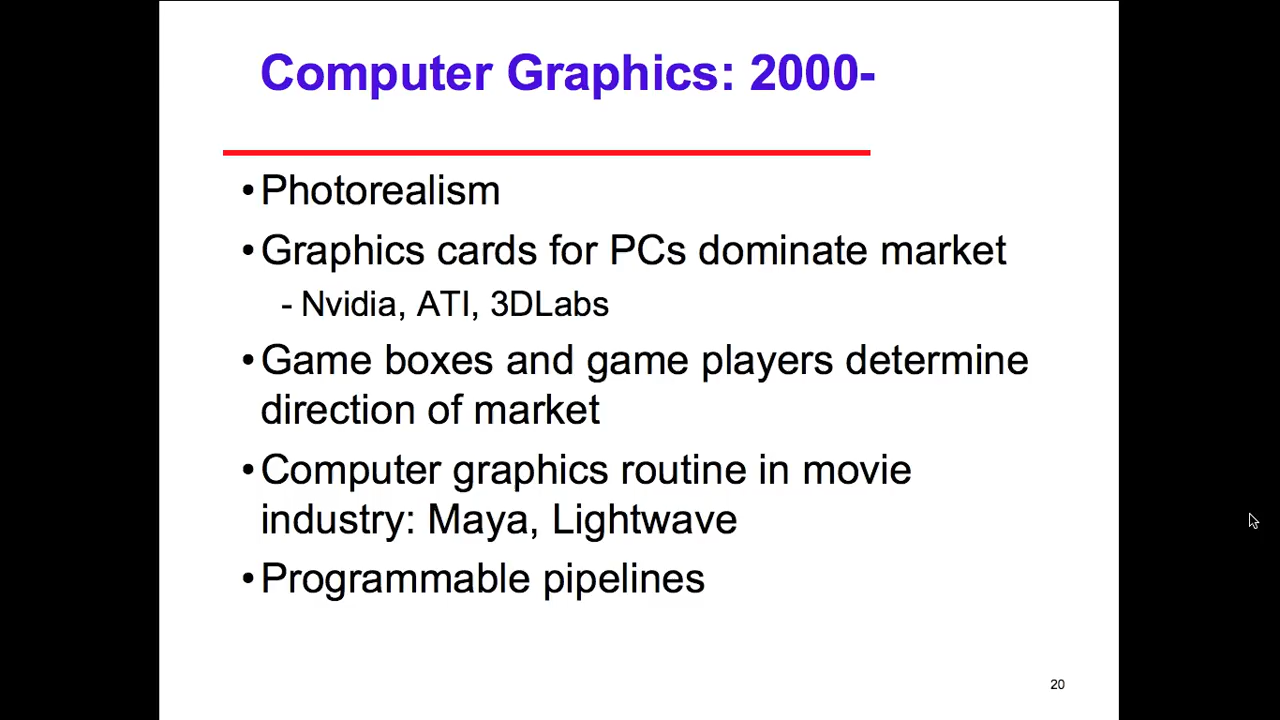 Computer Graphics: 2000-
•Photorealism
•Graphics cards for PCs dominate market
- Nvidia, ATI, 3DLabs
•Game boxes and game players determine
direction of market
•Computer graphics routine in movie
industry: Maya, Lightwave
•Programmable pipelines
20